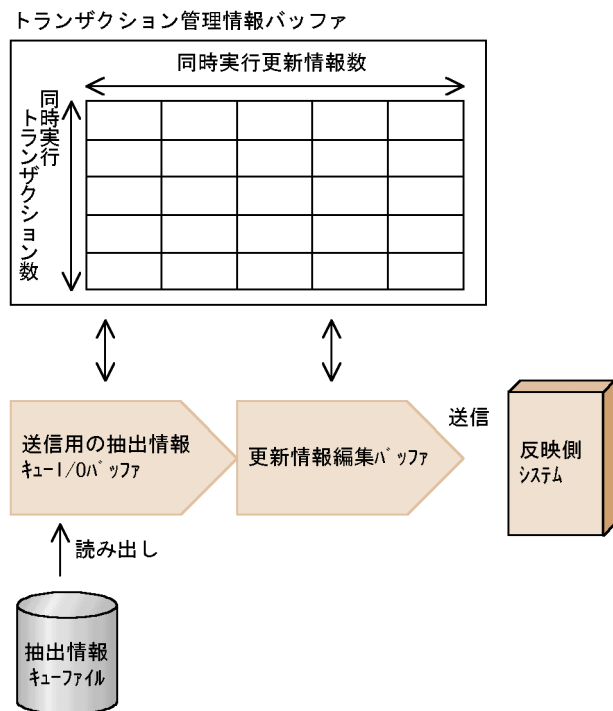 トランザクション管理情報バッファ
同時実行更新情報数
同時実行
トランザクション数
送信用の抽出情報
ｷｭｰI/Oﾊﾞｯﾌｧ
更新情報編集ﾊﾞｯﾌｧ
送信
反映側
ｼｽﾃﾑ
読み出し
抽出情報
ｷｭｰﾌｧｲﾙ